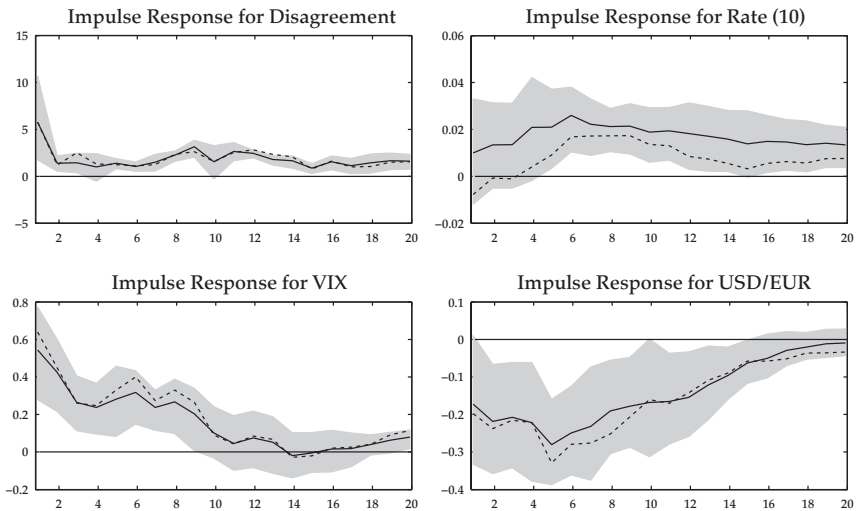 Impulse Response for Disagreement
15
10
5
0
−5
2 4 6 8 10 12 14 16 18 20
Impulse Response for Rate (10)
0.06
0.04
0.02
0
−0.02
2 4 6 8 10 12 14 16 18 20
Impulse Response for VIX
0.8
0.6
0.4
0.2
0
−0.2
2 4 6 8 10 12 14 16 18 20
Impulse Response for USD/EUR
0.1
0
−0.1
−0.2
−0.3
−0.4
2 4 6 8 10 12 14 16 18 20